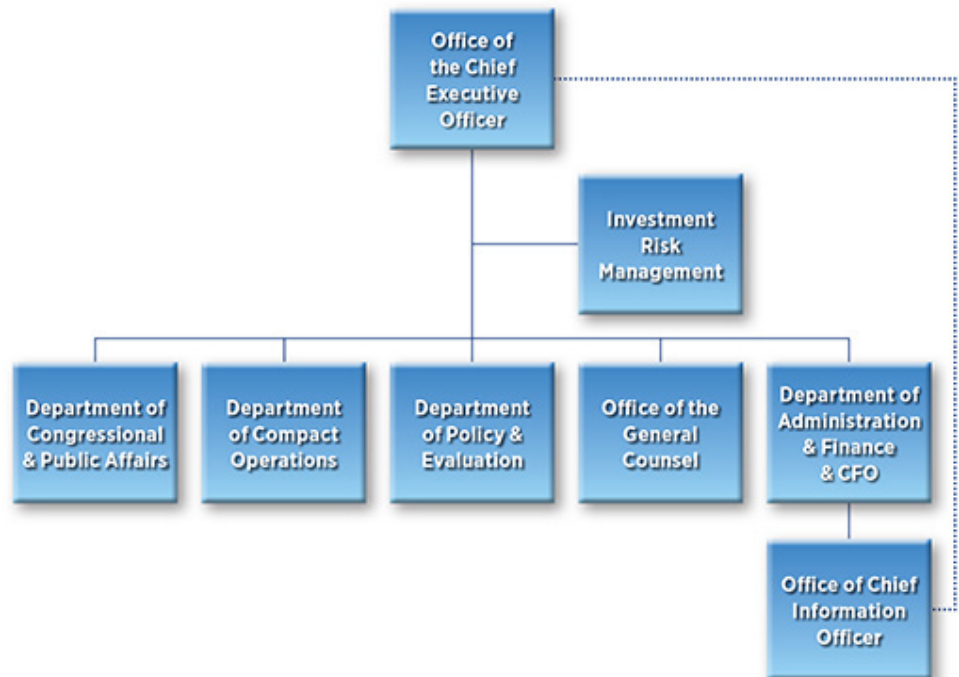 Office of
the Chief
Executive
Officer
Investment
Risk
Management
Department of
Congressional
& Public Affairs
Department
of Compact
Operations
Department
of Policy &
Evaluation
Office of the
General
Counsel
Department of
Administration
& Finance
& CFO
Office of Chief
Information
Officer